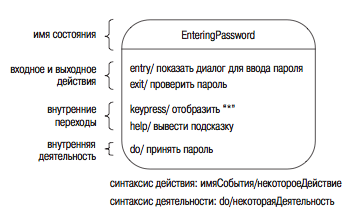 имя состояния
EnteringPassword
входное и выходное
действия
entry/ показать диалог для ввода пароля
exit/ проверить пароль
внутренние
переходы
keypress/ отобразить “*”
help/ вывести подсказку
внутренняя
деятельность
do/ принять пароль
синтаксис действия: имяСобытия/некотороеДействие
синтаксис деятельности: do/некотораяДеятельность